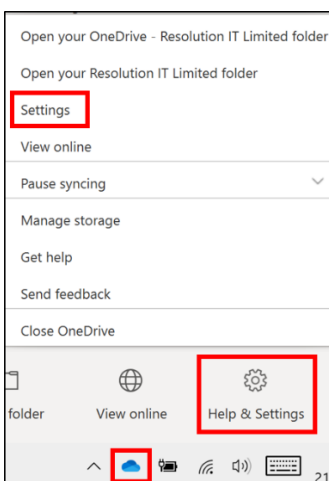 Open your OneDrive - Resolution IT Limited folder
Open your Resolution IT Limited folder
Settings
View online
Pause syncing
Manage storage
Get help
Send feedback
Close OneDrive
folder View online Help & Settings
21